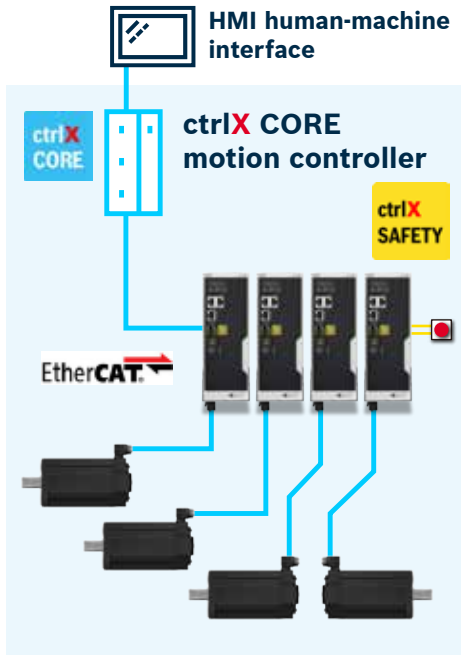 HMI human-machine
interface
ctrlX
CORE
ctrlX CORE
motion controller
ctrlX
SAFETY
EtherCAT